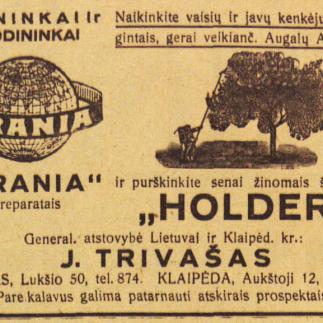 NINKAI ir
ODININKAI
Naikinkite vaisių ir javų kenkėju
gintais, gerai veikianč. Augalų A
RANIA
RANIA"
reparatais
ir purškinkite senai žinomais š
„HOLDER
General. atstovybė Lietuvai ir Klaipėd. kr.:
J. TRIVAŠAS
AS, Lukšio 50, tel. 874. KLAIPĖDA, Aukštoji 12,
Pareikalavus galima patarnauti atskirais prospektais